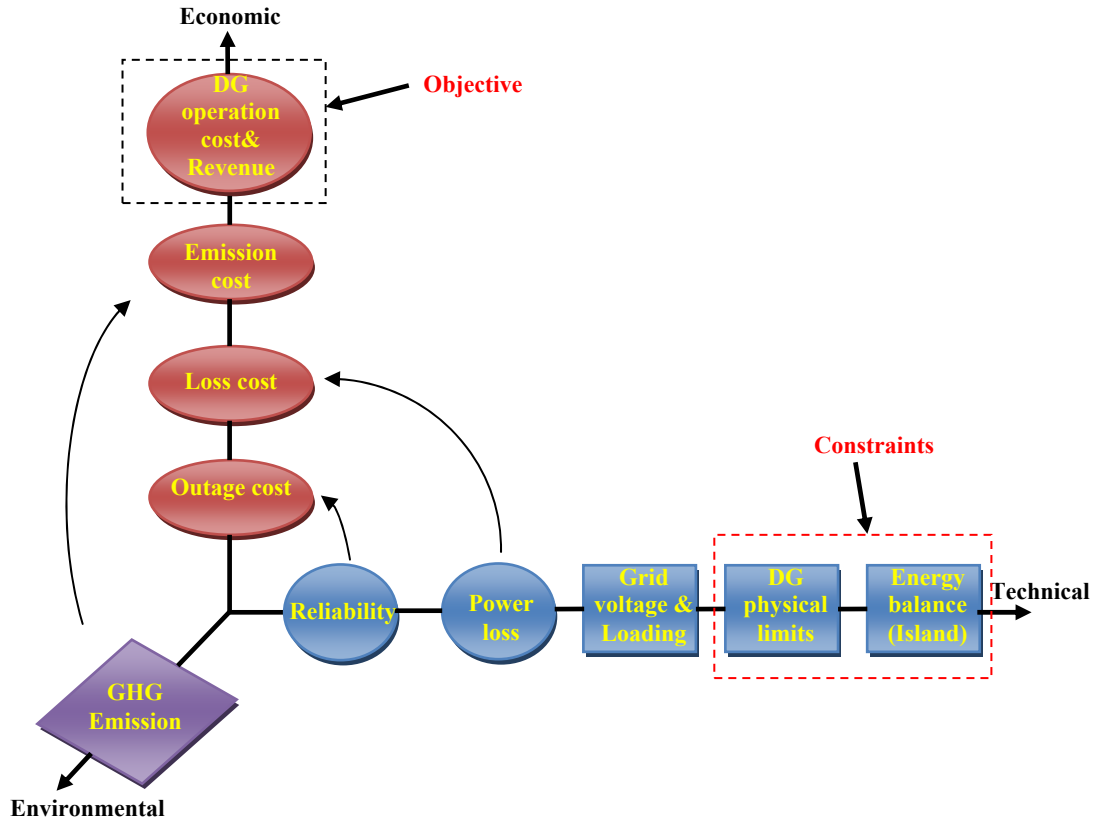 Economic
DG
operation
cost&
Revenue
Objective
Emission
cost
Loss cost
Outage cost
Constraints
Reliability
Power
loss
Grid
voltage &
Loading
DG
physical
limits
Energy
balance
(Island)
Technical
GHG
Emission
Environmental